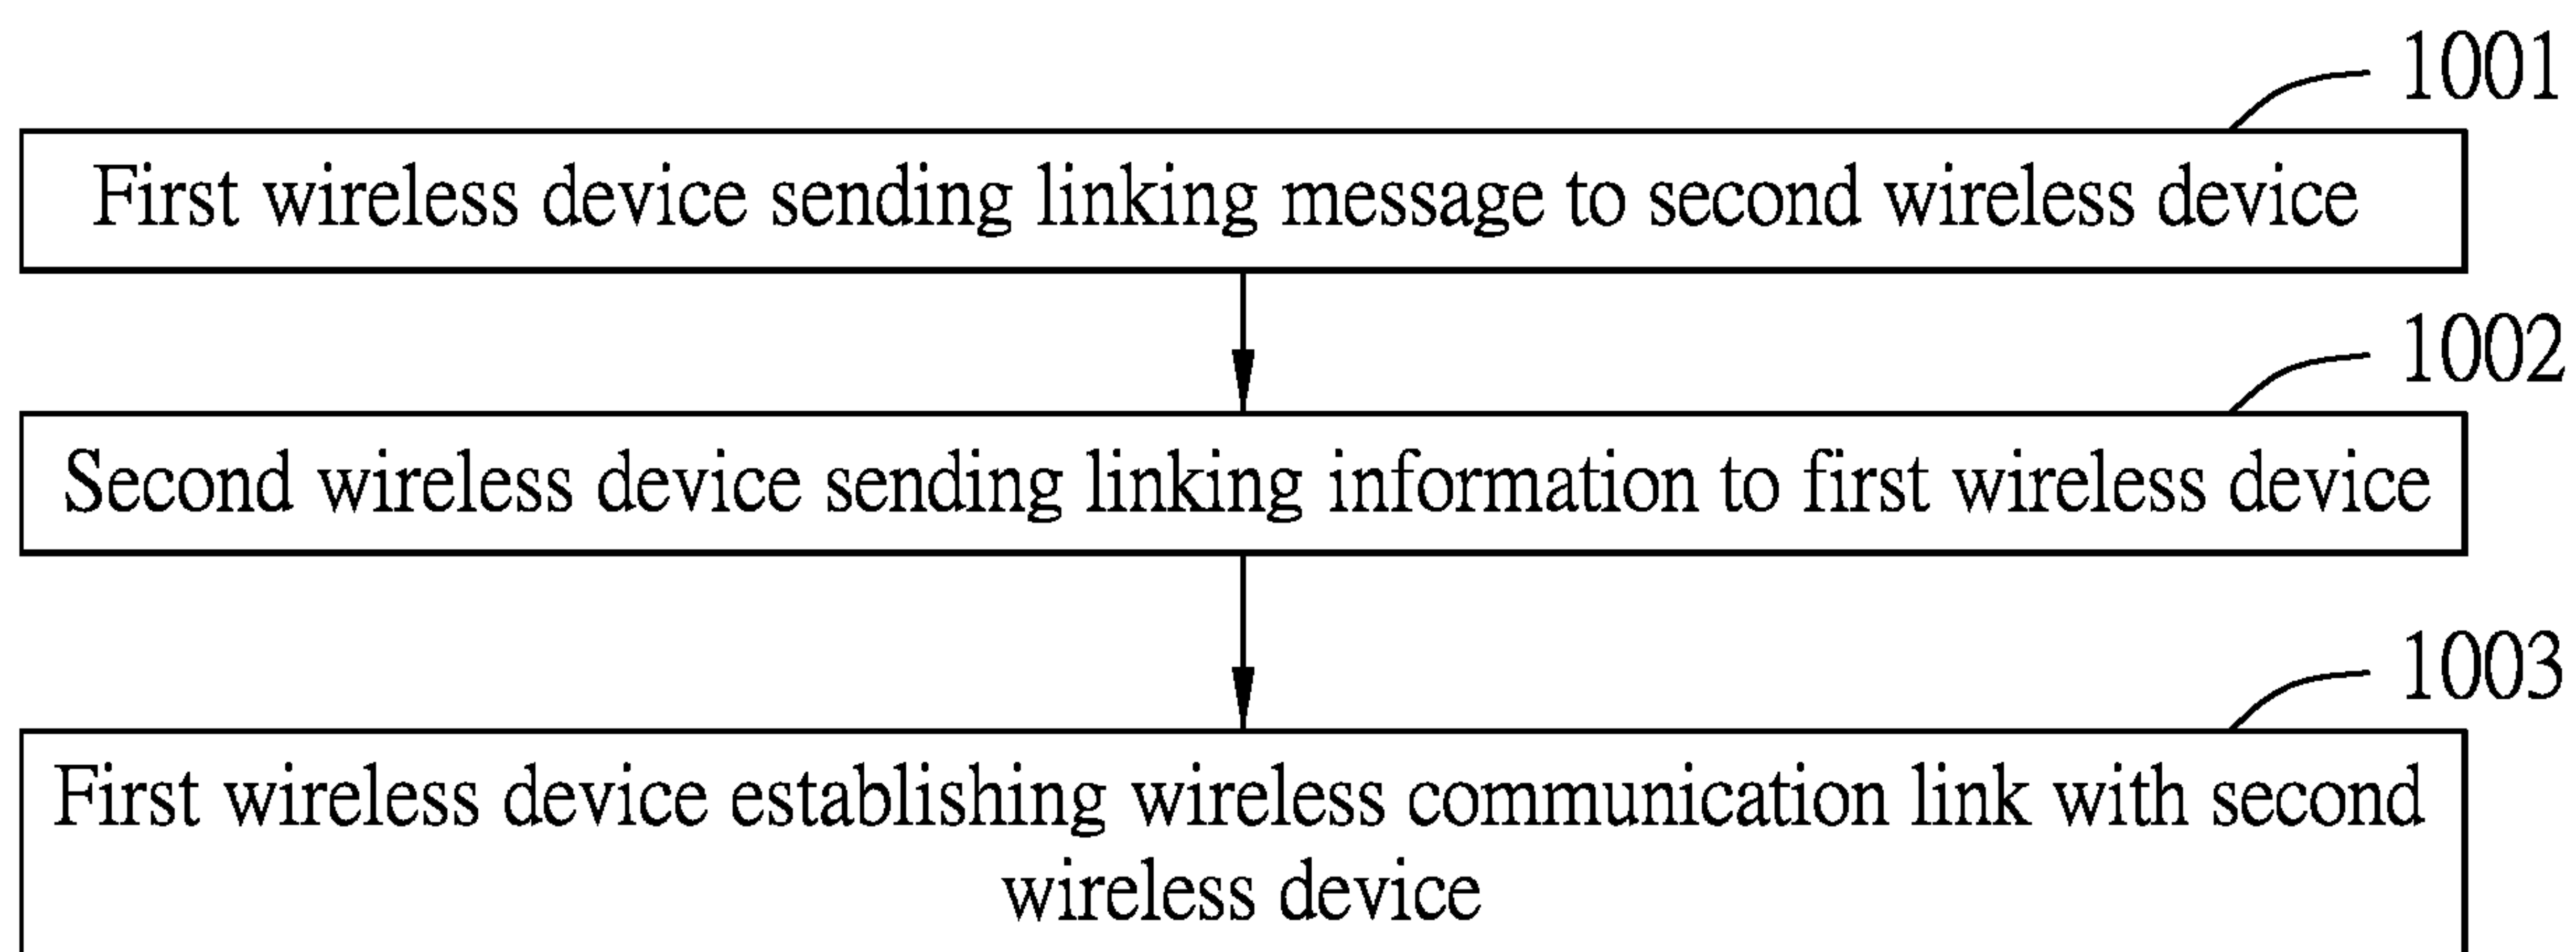 1001
First wireless device sending linking message to second wireless device
1002
Second wireless device sending linking information to first wireless device
1003
First wireless device establishing wireless communication link with second
wireless device